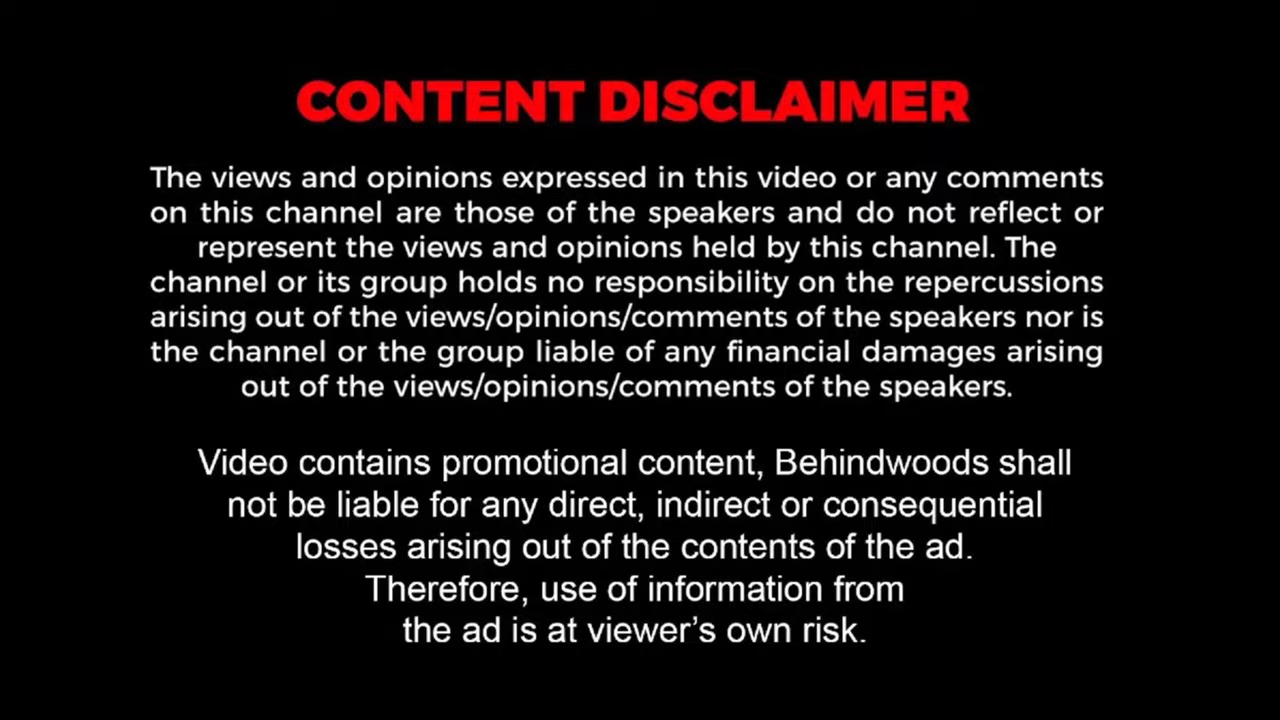 CONTENT DISCLAIMER
The views and opinions expressed in this video or any comments
on this channel are those of the speakers and do not reflect or
represent the views and opinions held by this channel. The
channel or its group holds no responsibility on the repercussions
arising out of the views/opinions/comments of the speakers nor is
the channel or the group liable of any financial damages arising
out of the views/opinions/comments of the speakers.
Video contains promotional content, Behindwoods shall
not be liable for any direct, indirect or consequential
losses arising out of the contents of the ad.
Therefore, use of information from
the ad is at viewer’s own risk.